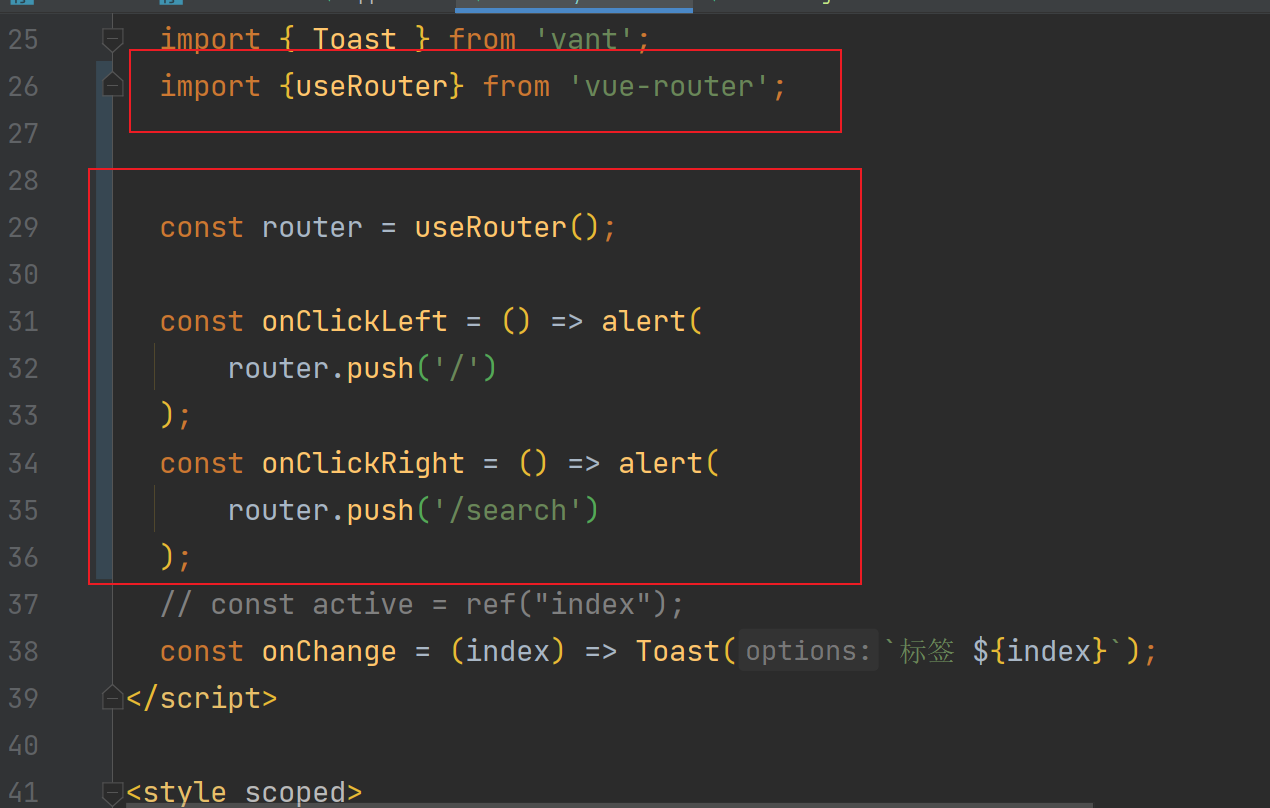 25 import { Toast } from 'vant';
26 import {useRouter} from 'vue-router';
27
28
29 const router = useRouter();
30
31 const onClickLeft = () => alert(
32 router.push('/')
33 );
34 const onClickRight = () => alert(
35 router.push('/search')
36 );
37 // const active = ref("index");
38 const onChange = (index) => Toast( options: `标签 ${index}`);
39 </script>
40
41 <style scoped>